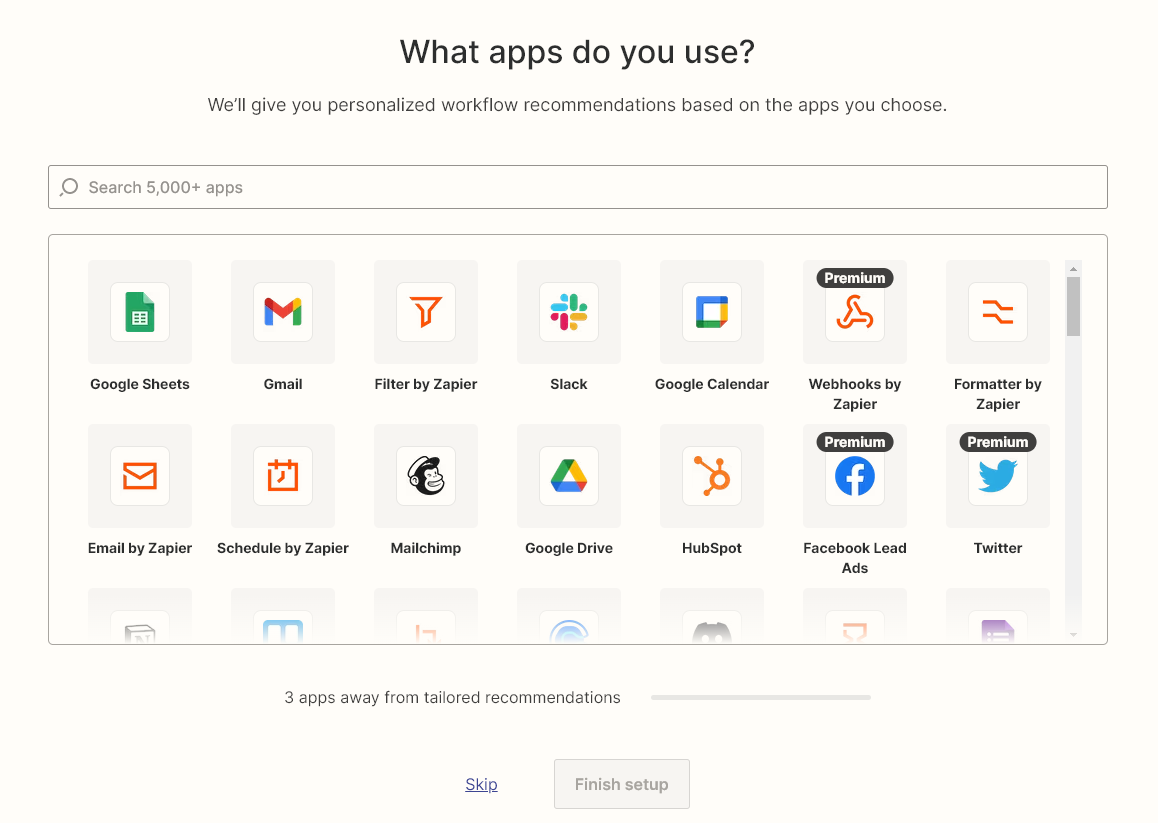 What apps do you use?
We'll give you personalized workflow recommendations based on the apps you choose.
Search 5,000+ apps
Premium
Google Sheets
Gmail
Filter by Zapier
Slack
Google Calendar
Webhooks by
Zapier
Formatter by
Zapier
Premium
Premium
Email by Zapier
Schedule by Zapier
Mailchimp
Google Drive
HubSpot
Facebook Lead
Ads
Twitter
3 apps away from tailored recommendations
Skip
Finish setup